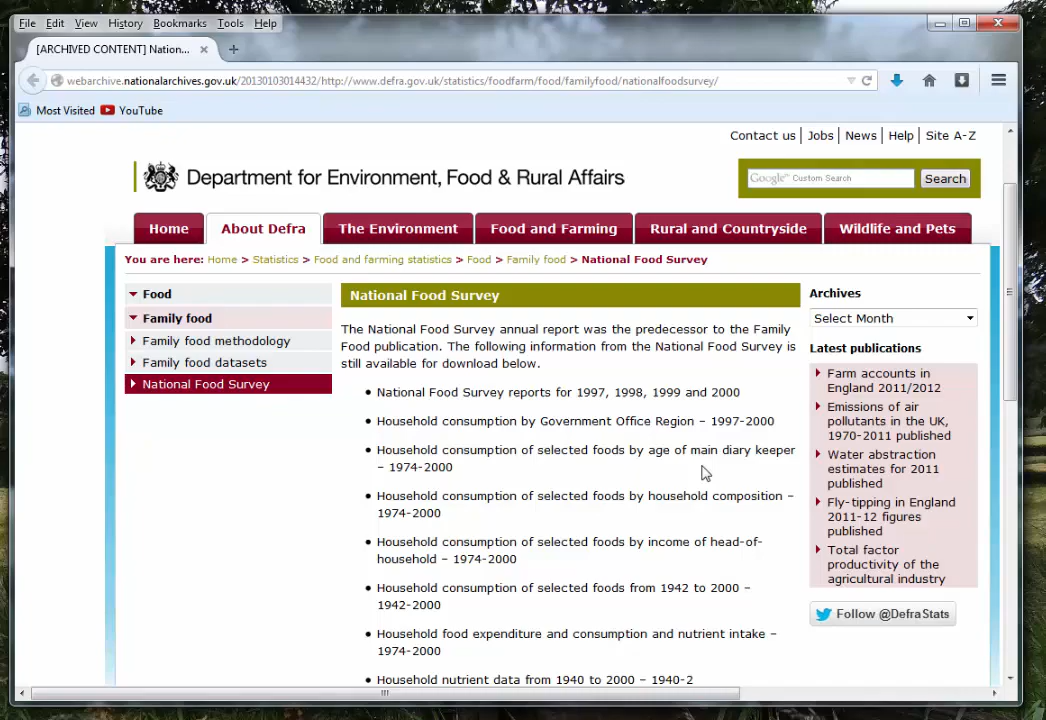 File Edit View History Bookmarks Tools Help
[ARCHIVED CONTENT] Nation...
webarchive.nationalarchives.gov.uk/20130103014432/http://www.defra.gov.uk/statistics/foodfarm/food/familyfood/nationalfoodsurvey/
Most Visited YouTube
Contact us | Jobs | News | Help | Site A-Z
Department for Environment, Food & Rural Affairs
Google™ Custom Search Search
Home About Defra The Environment Food and Farming Rural and Countryside Wildlife and Pets
You are here: Home > Statistics > Food and farming statistics > Food > Family food > National Food Survey
Food
Family food
Family food methodology
Family food datasets
National Food Survey
National Food Survey
The National Food Survey annual report was the predecessor to the Family
Food publication. The following information from the National Food Survey is
still available for download below.
• National Food Survey reports for 1997, 1998, 1999 and 2000
• Household consumption by Government Office Region – 1997-2000
• Household consumption of selected foods by age of main diary keeper
– 1974-2000
• Household consumption of selected foods by household composition –
1974-2000
• Household consumption of selected foods by income of head-of-
household – 1974-2000
• Household consumption of selected foods from 1942 to 2000 –
1942-2000
• Household food expenditure and consumption and nutrient intake –
1974-2000
• Household nutrient data from 1940 to 2000 – 1940-2
Archives
Select Month
Latest publications
Farm accounts in
England 2011/2012
Emissions of air
pollutants in the UK,
1970-2011 published
Water abstraction
estimates for 2011
published
Fly-tipping in England
2011-12 figures
published
Total factor
productivity of the
agricultural industry
Follow @DefraStats